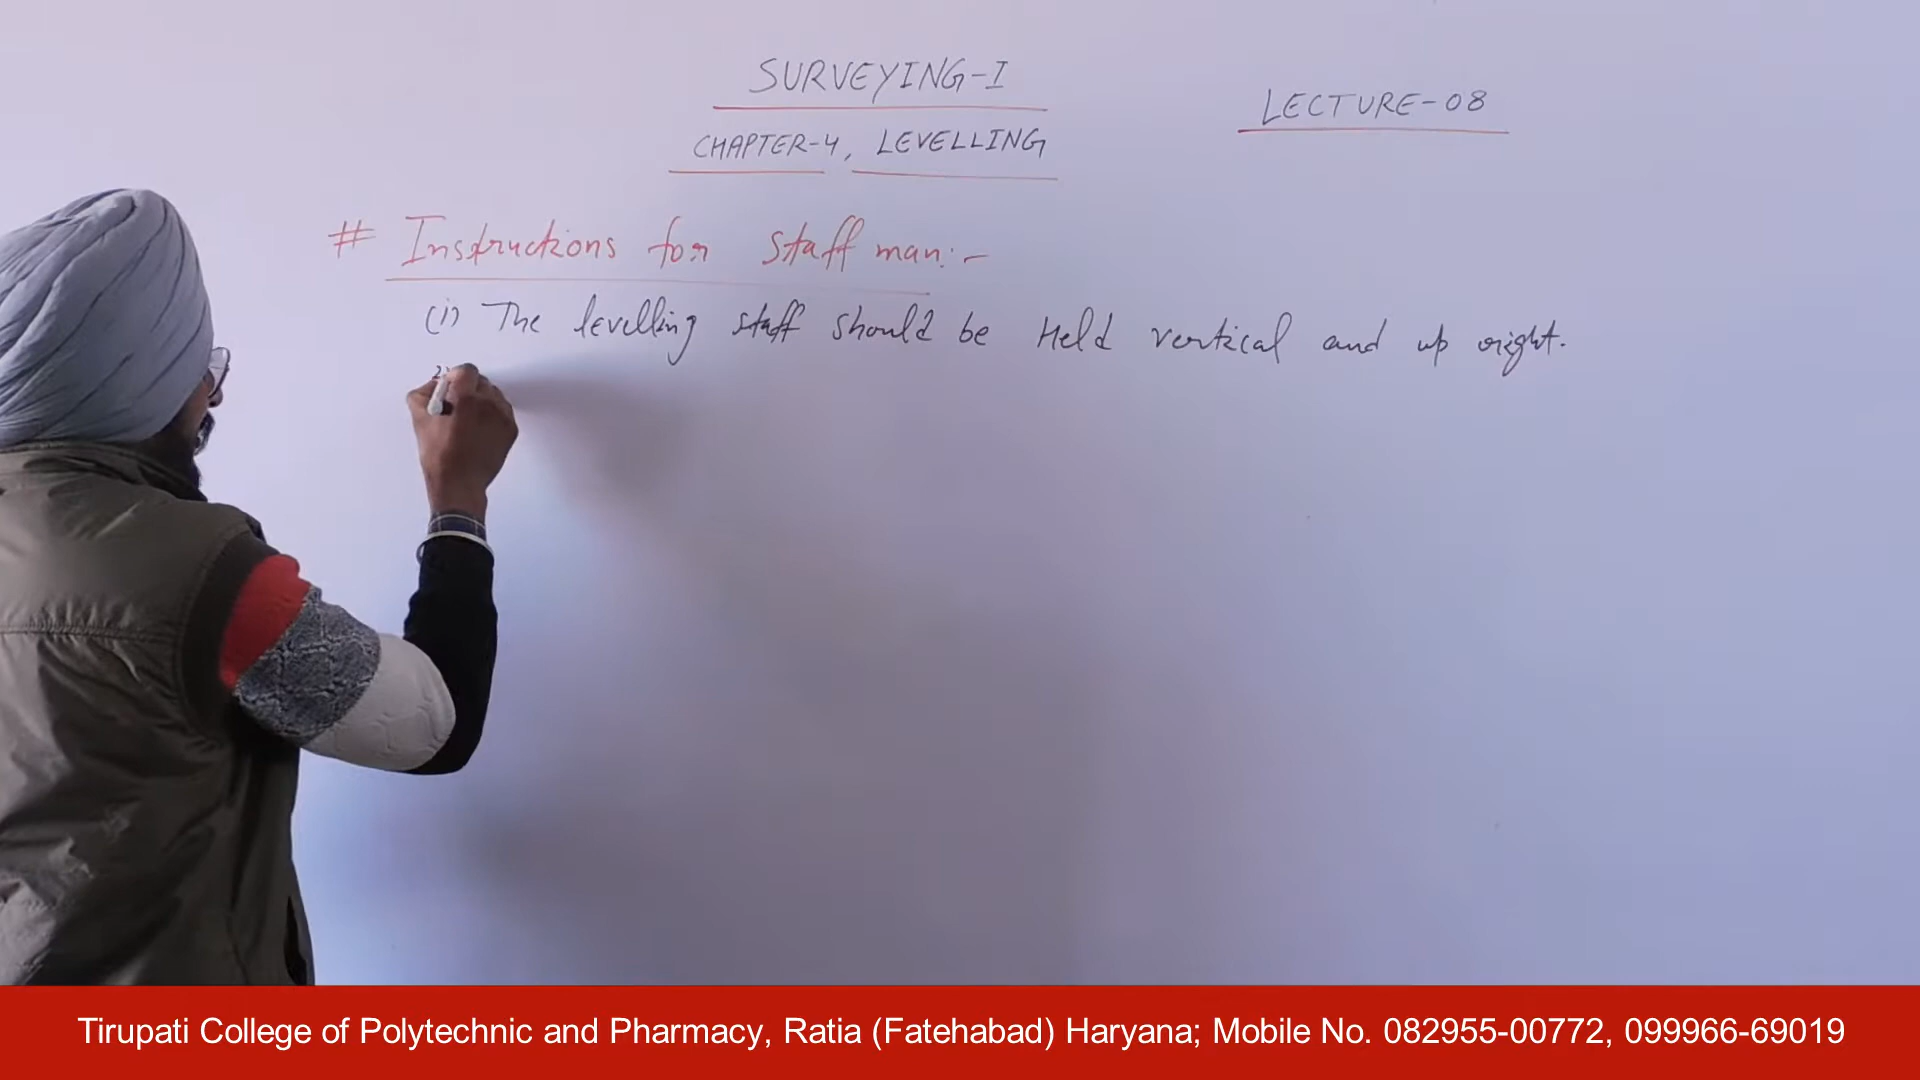 SURVEYING-I
LECTURE-08
CHAPTER-4, LEVELLING
# Instructions for Staff man:-
(i) The levelling staff should be Held vertical and up right.
2)
Tirupati College of Polytechnic and Pharmacy, Ratia (Fatehabad) Haryana; Mobile No. 082955-00772, 099966-69019